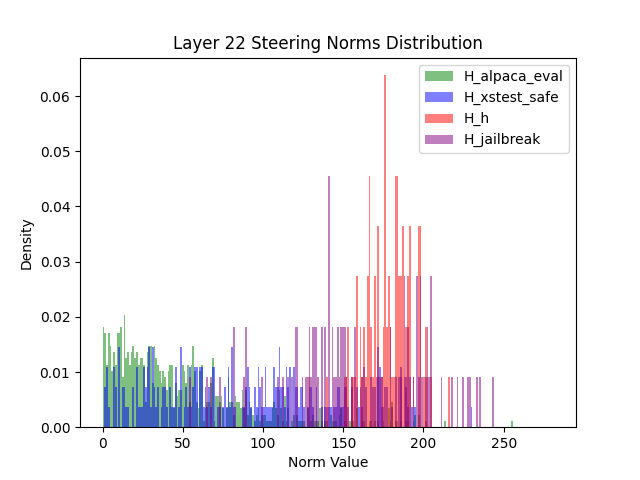 Layer 22 Steering Norms Distribution
H_alpaca_eval
H_xstest_safe
H_h
H_jailbreak
0.06
0.05
0.04
0.03
0.02
0.01
0.00
Density
0 50 100 150 200 250
Norm Value